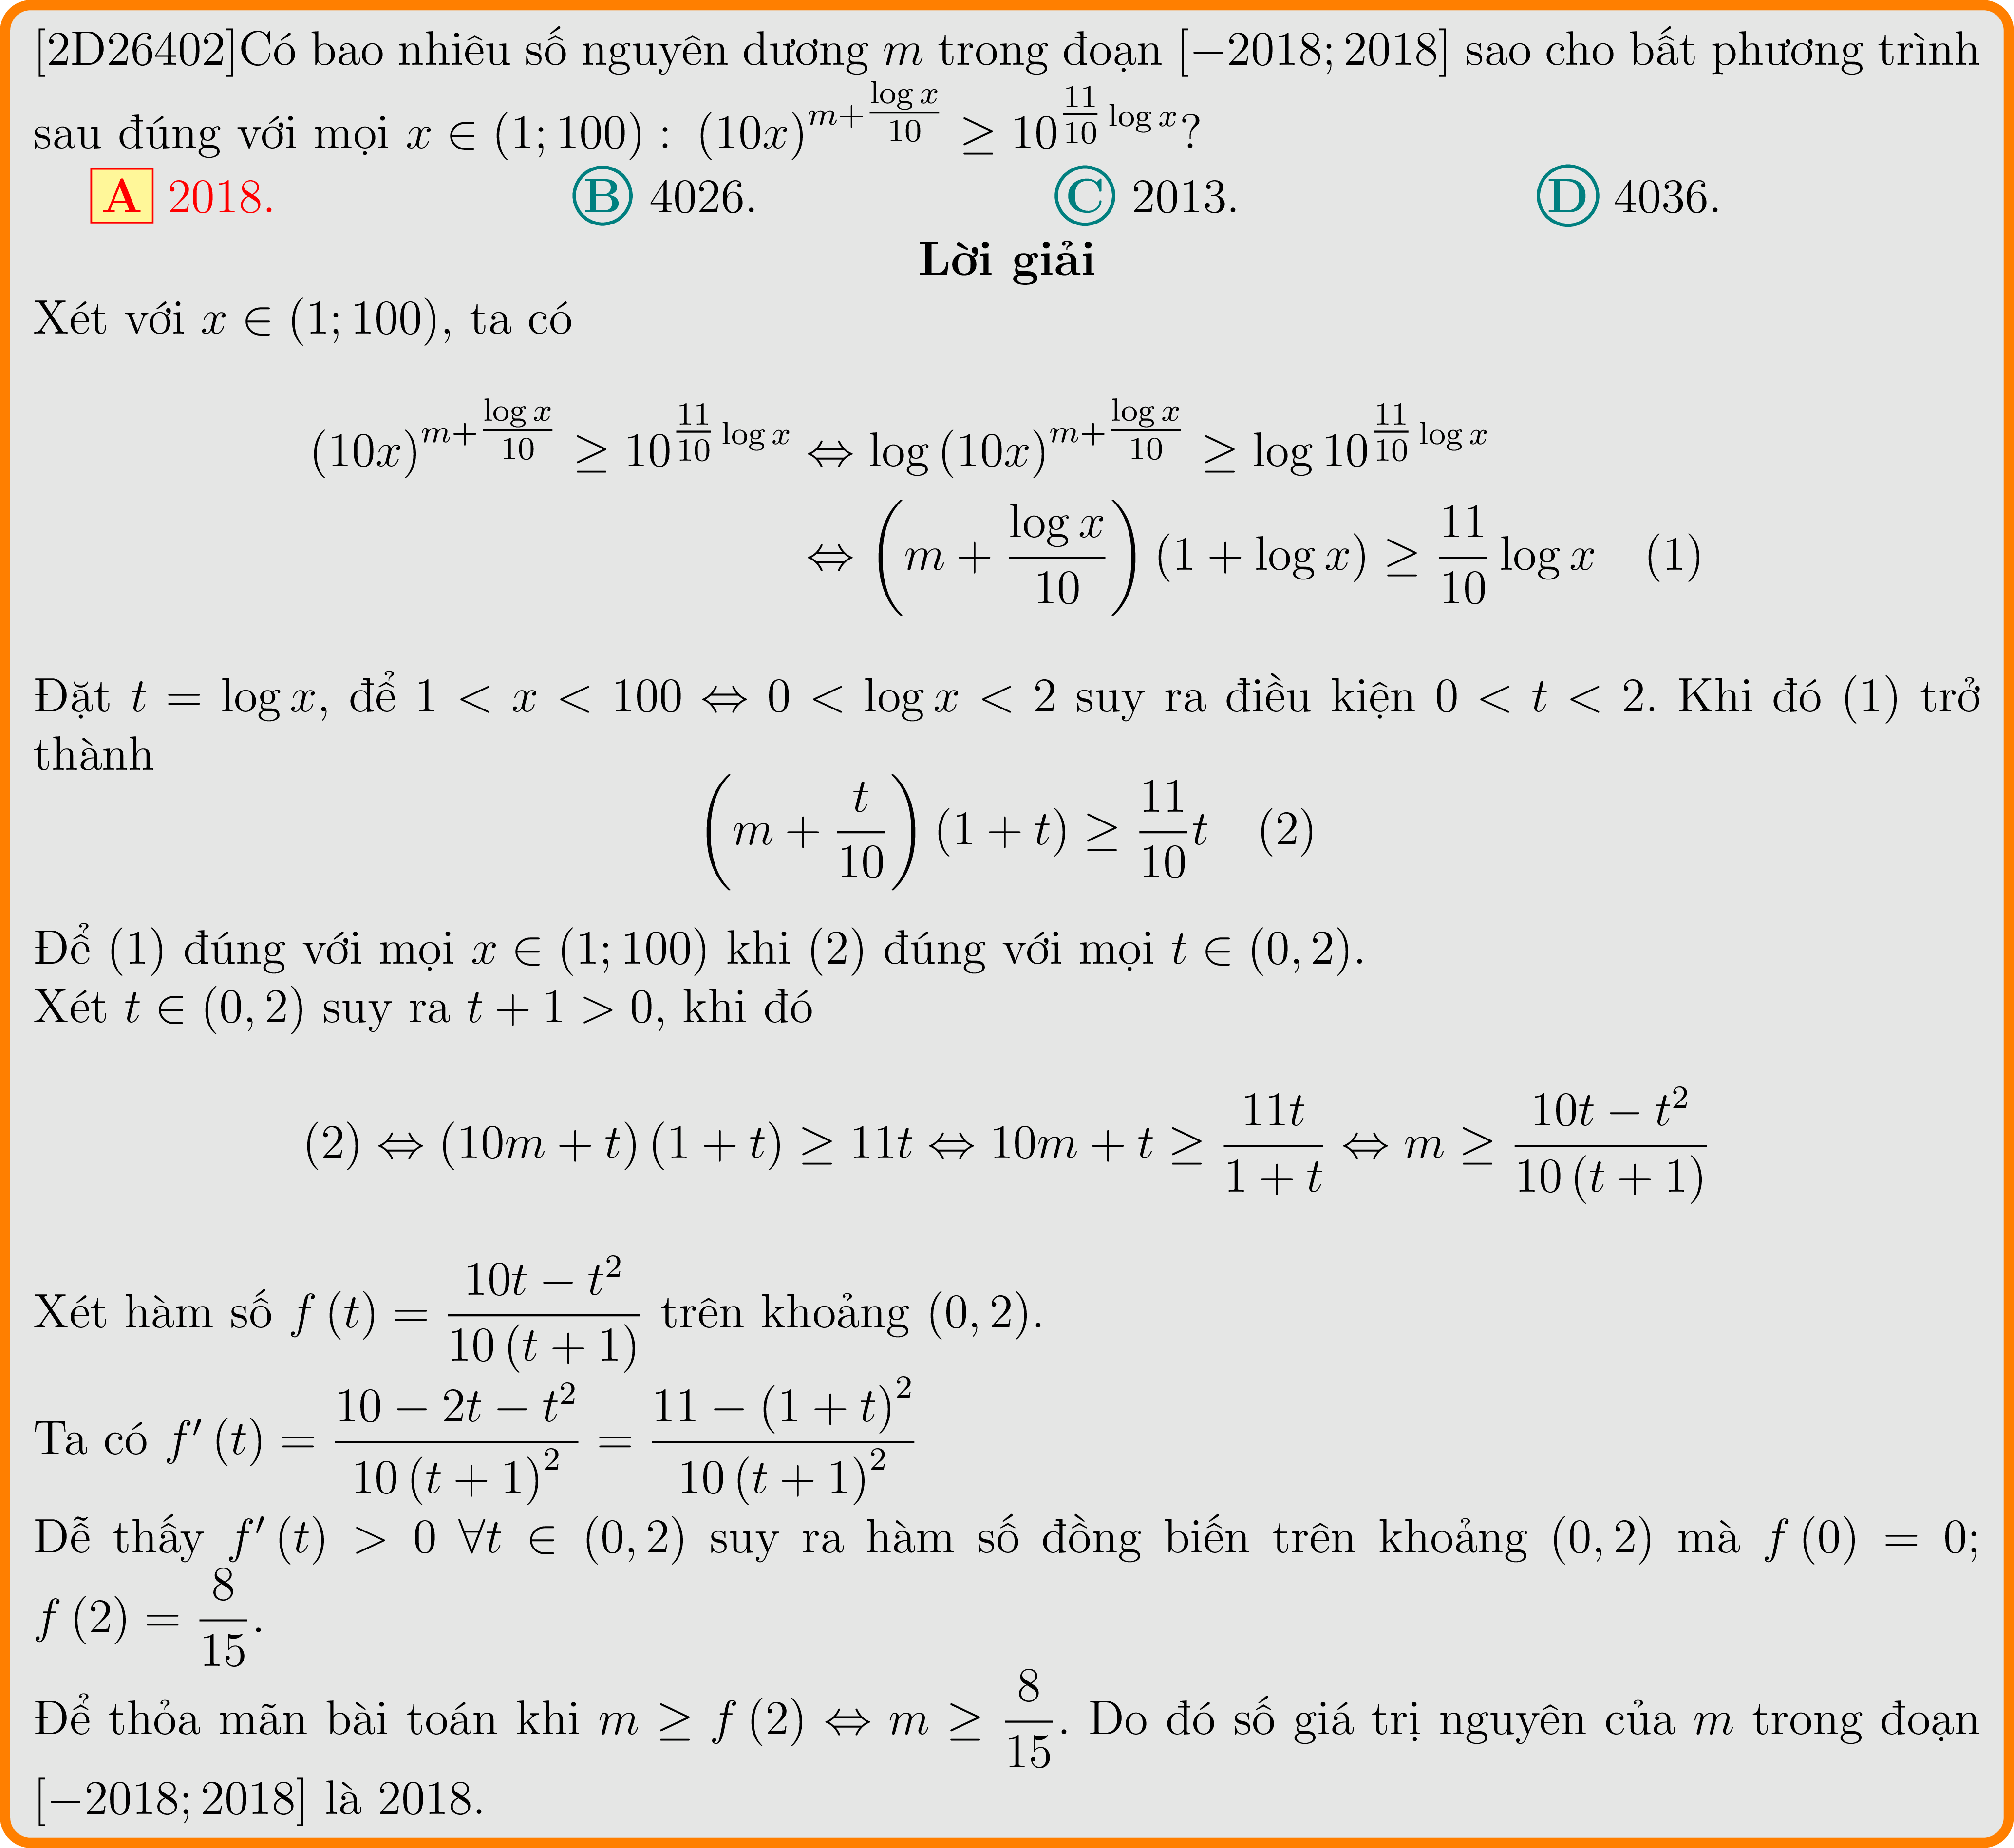 [2D26402]Có bao nhiêu số nguyên dương $m$ trong đoạn $[-2018; 2018]$ sao cho bất phương trình
sau đúng với mọi $x \in (1; 100) :\ (10x)^{m+\frac{\log x}{10}} \geq 10^{\frac{11}{10}\log x}$?
A 2018. B 4026. C 2013. D 4036.
Lời giải
Xét với $x \in (1; 100)$, ta có
$(10x)^{m+\frac{\log x}{10}} \geq 10^{\frac{11}{10}\log x} \Leftrightarrow \log (10x)^{m+\frac{\log x}{10}} \geq \log 10^{\frac{11}{10}\log x}$
$\Leftrightarrow \left(m + \frac{\log x}{10}\right)(1 + \log x) \geq \frac{11}{10}\log x \quad (1)$
Đặt $t = \log x$, để $1 < x < 100 \Leftrightarrow 0 < \log x < 2$ suy ra điều kiện $0 < t < 2$. Khi đó (1) trở
thành
$\left(m + \frac{t}{10}\right)(1 + t) \geq \frac{11}{10}t \quad (2)$
Để (1) đúng với mọi $x \in (1; 100)$ khi (2) đúng với mọi $t \in (0, 2)$.
Xét $t \in (0, 2)$ suy ra $t + 1 > 0$, khi đó
$(2) \Leftrightarrow (10m + t)(1 + t) \geq 11t \Leftrightarrow 10m + t \geq \frac{11t}{1 + t} \Leftrightarrow m \geq \frac{10t - t^2}{10(t + 1)}$
Xét hàm số $f(t) = \frac{10t - t^2}{10(t + 1)}$ trên khoảng $(0, 2)$.
Ta có $f'(t) = \frac{10 - 2t - t^2}{10(t + 1)^2} = \frac{11 - (1 + t)^2}{10(t + 1)^2}$
Dễ thấy $f'(t) > 0\ \forall t \in (0, 2)$ suy ra hàm số đồng biến trên khoảng $(0, 2)$ mà $f(0) = 0$;
$f(2) = \frac{8}{15}$.
Để thỏa mãn bài toán khi $m \geq f(2) \Leftrightarrow m \geq \frac{8}{15}$. Do đó số giá trị nguyên của $m$ trong đoạn
$[-2018; 2018]$ là 2018.